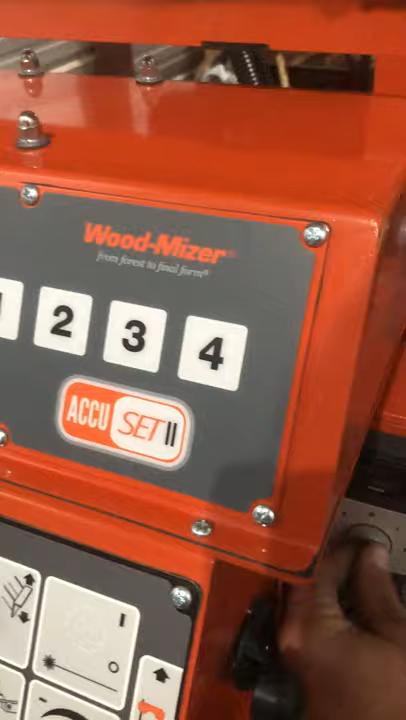 Wood-Mizer®
from forest to final form®
1 2 3 4
ACCU SET II
I
O